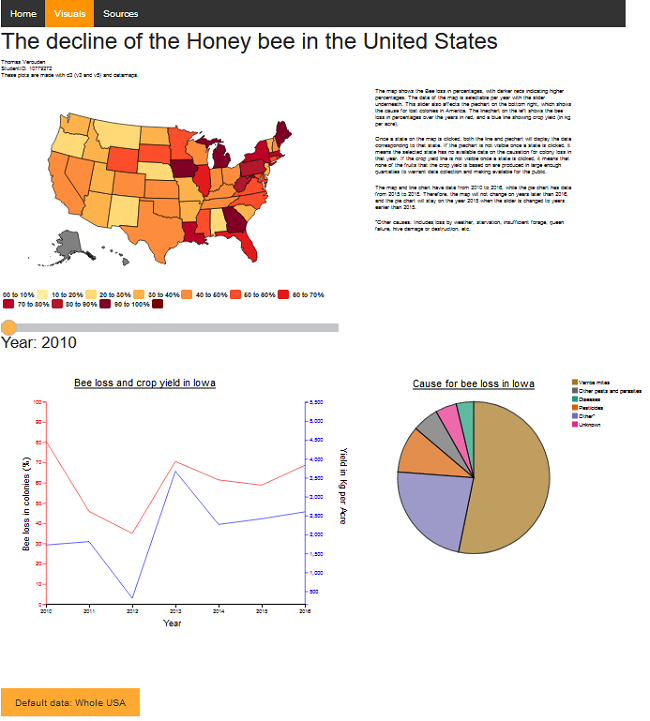 Home Visuals Sources
The decline of the Honey bee in the United States
Thomas Verouden
StudentID: 10779272
These plots are made with d3 (v3 and v5) and datamaps.
The map shows the Bee loss in percentages, with darker reds indicating higher
percentages. The data of the map is selectable per year with the slider
underneath. This slider also affects the piechart on the bottom right, which shows
the cause for lost colonies in America. The linechart on the left shows the bee
loss in percentages over the years in red, and a blue line showing crop yield (in kg
per acre).
Once a state on the map is clicked, both the line and piechart will display the data
corresponding to that state. If the piechart is not visible once a state is clicked, it
means the selected state has no available data on the causation for colony loss in
that year. If the crop yield line is not visible once a state is clicked, it means that
none of the fruits that the crop yield is based on are produced in large enough
quantaties to warrant data collection and making available for the public.
The map and line chart have data from 2010 to 2016, while the pie chart has data
from 2015 to 2018. Therefore, the map will not change on years later than 2016,
and the pie chart will stay on the year 2015 when the slider is changed to years
earlier than 2015.
*Other causes: Includes loss by weather, starvation, insufficient forage, queen
failure, hive damage or destruction, etc.
00 to 10% 10 to 20% 20 to 30% 30 to 40% 40 to 50% 50 to 60% 60 to 70%
70 to 80% 80 to 90% 90 to 100%
Year: 2010
Bee loss and crop yield in Iowa
100
90
80
70
60
50
40
30
20
10
0
Bee loss in colonies (%)
5,500
5,000
4,500
4,000
3,500
3,000
2,500
2,000
1,500
1,000
500
Yield in Kg per Acre
2010 2011 2012 2013 2014 2015 2016
Year
Cause for bee loss in Iowa
Varroa mites
Other pests and parasites
Diseases
Pesticides
Other*
Unknown
Default data: Whole USA